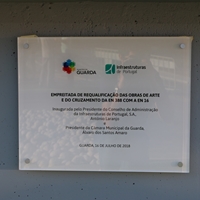 GUARDA
Infraestruturas
de Portugal
EMPREITADA DE REQUALIFICAÇÃO DAS OBRAS DE ARTE
E DO CRUZAMENTO DA EN 388 COM A EN 16
Inaugurada pelo Presidente do Conselho de Administração
da Infraestruturas de Portugal, S.A.
António Laranjo
e
Presidente da Câmara Municipal da Guarda
Álvaro dos Santos Amaro
GUARDA, DE JULHO DE 2018